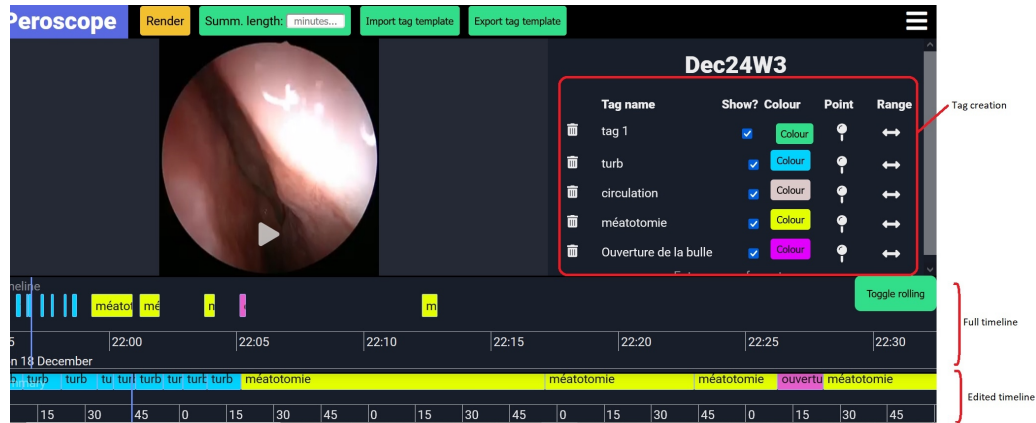 Peroscope Render Summ. length: minutes... Import tag template Export tag template
Dec24W3
Tag name Show? Colour Point Range
Tag creation
tag 1 Colour
turb Colour
circulation Colour
méatotomie Colour
Ouverture de la bulle Colour
meline
Toggle rolling
méatot mé n m
Full timeline
5 22:00 22:05 22:10 22:15 22:20 22:25 22:30
n 18 December
turb turb tu turl turb tur turb turb méatotomie méatotomie méatotomie ouvertu méatotomie
Edited timeline
15 30 45 0 15 30 45 0 15 30 45 0 15 30 45 0 15 30 45